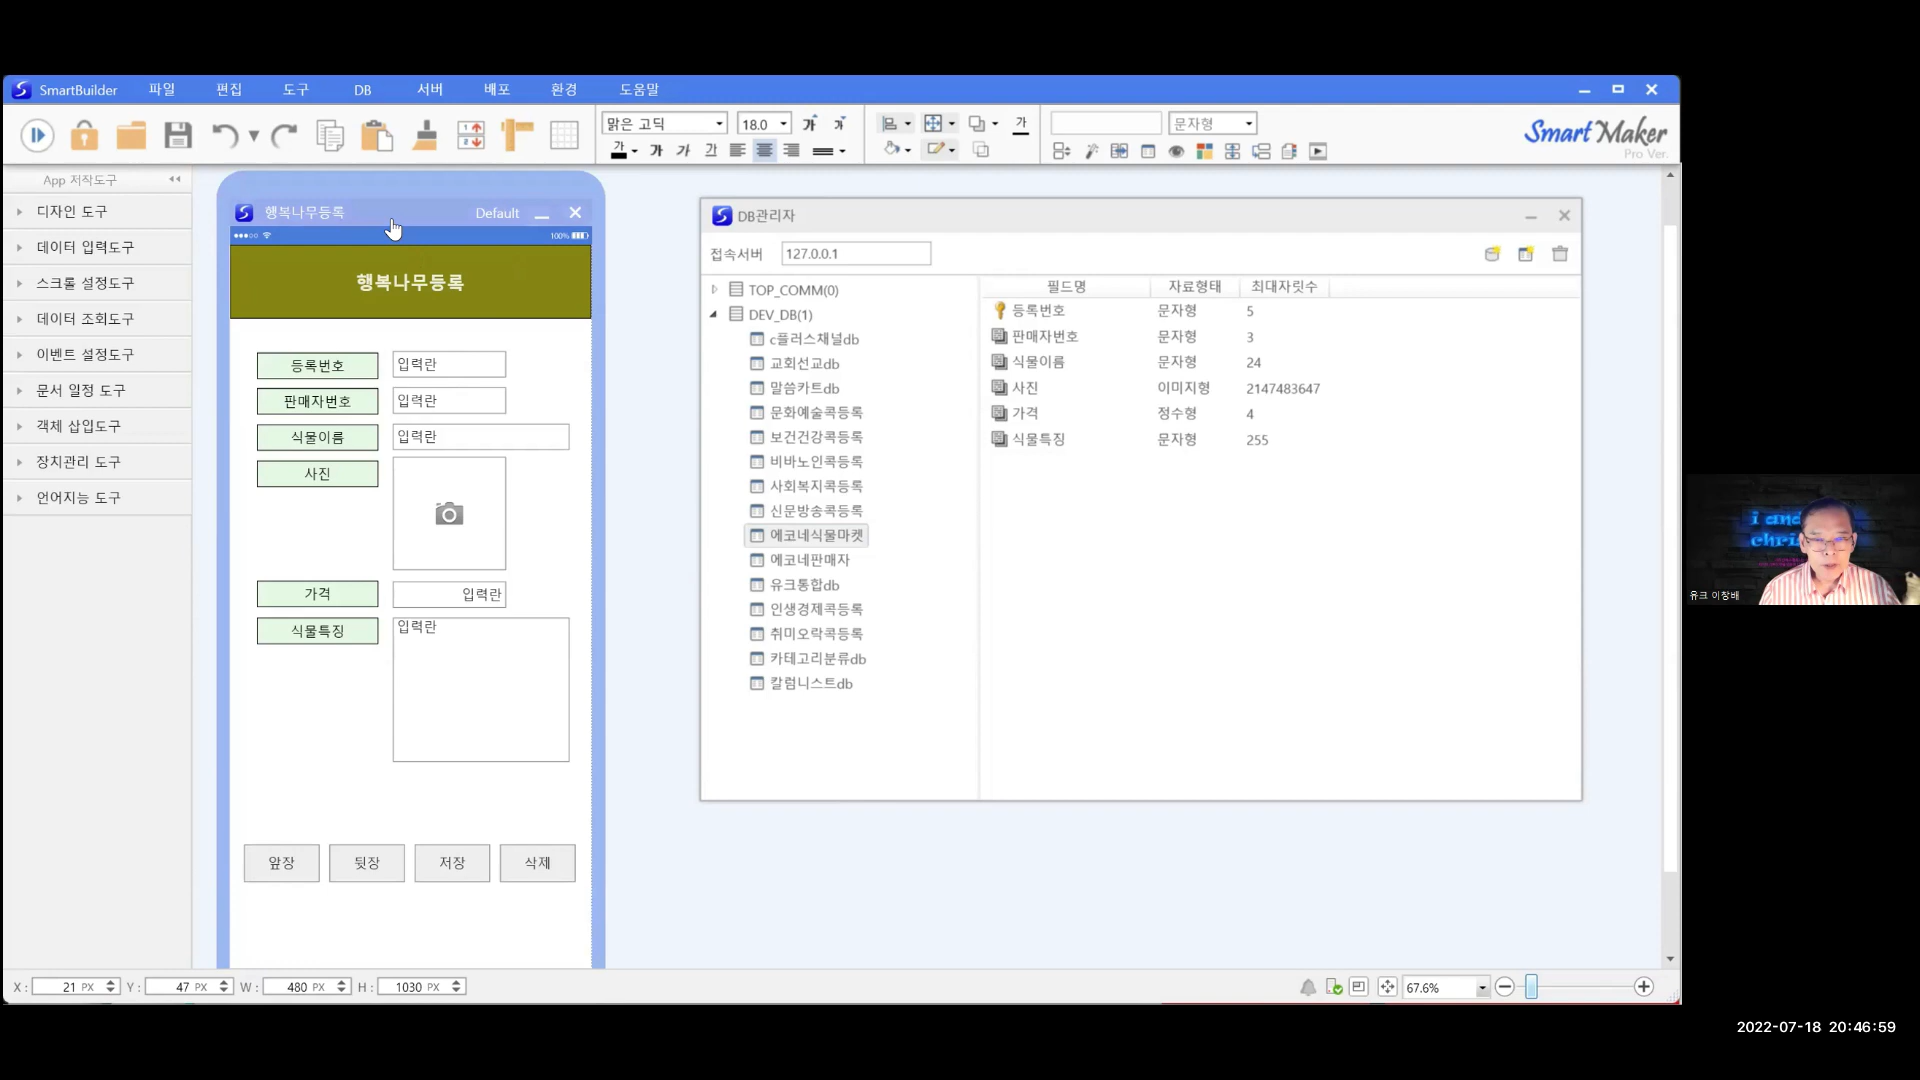 SmartBuilder 파일 편집 도구 DB 서버 배포 환경 도움말
맑은 고딕 18.0 가 가 가 문자형
가 가 가 가
SmartMaker
Pro Ver.
App 저작도구
디자인 도구
데이터 입력도구
스크롤 설정도구
데이터 조회도구
이벤트 설정도구
문서 일정 도구
객체 삽입도구
장치관리 도구
언어지능 도구
행복나무등록 Default
100%
행복나무등록
등록번호 입력란
판매자번호 입력란
식물이름 입력란
사진
가격 입력란
식물특징 입력란
앞장 뒷장 저장 삭제
DB관리자
접속서버 127.0.0.1
TOP_COMM(0)
DEV_DB(1)
c플러스채널db
교회선교db
말씀카트db
문화예술콕등록
보건건강콕등록
비바노인콕등록
사회복지콕등록
신문방송콕등록
에코네식물마켓
에코네판매자
유크통합db
인생경제콕등록
취미오락콕등록
카테고리분류db
칼럼니스트db
필드명 자료형태 최대자릿수
등록번호 문자형 5
판매자번호 문자형 3
식물이름 문자형 24
사진 이미지형 2147483647
가격 정수형 4
식물특징 문자형 255
X : 21 PX Y : 47 PX W : 480 PX H : 1030 PX
67.6%
i and
chris
유크 이창배
2022-07-18 20:46:59